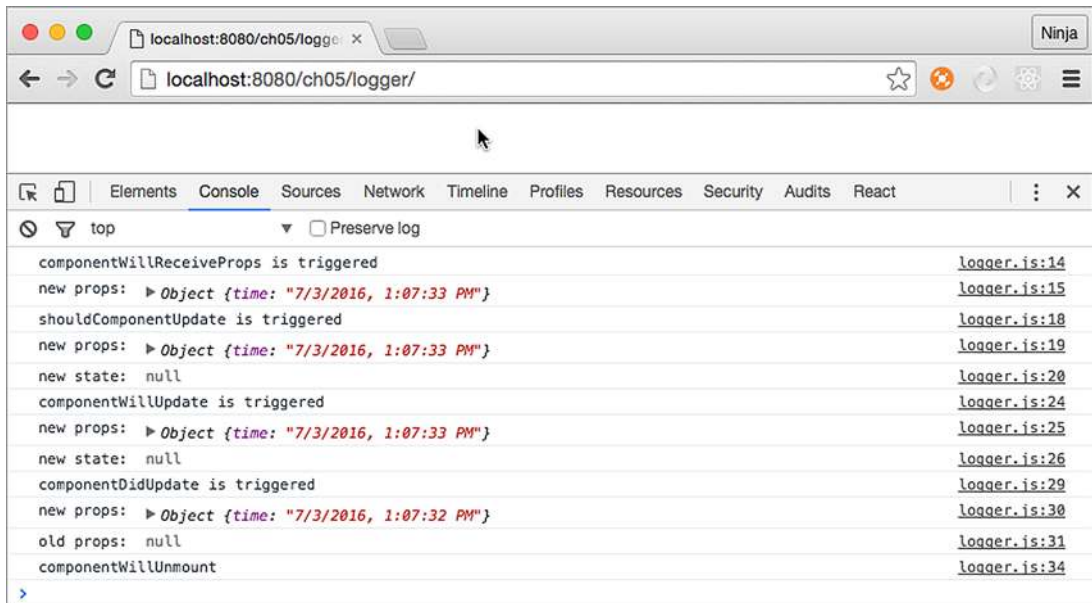 localhost:8080/ch05/logge
Ninja
localhost:8080/ch05/logger/
Elements Console Sources Network Timeline Profiles Resources Security Audits React
top Preserve log
componentWillReceiveProps is triggered logger.js:14
new props: Object {time: "7/3/2016, 1:07:33 PM"} logger.js:15
shouldComponentUpdate is triggered logger.js:18
new props: Object {time: "7/3/2016, 1:07:33 PM"} logger.js:19
new state: null logger.js:20
componentWillUpdate is triggered logger.js:24
new props: Object {time: "7/3/2016, 1:07:33 PM"} logger.js:25
new state: null logger.js:26
componentDidUpdate is triggered logger.js:29
new props: Object {time: "7/3/2016, 1:07:32 PM"} logger.js:30
old props: null logger.js:31
componentWillUnmount logger.js:34